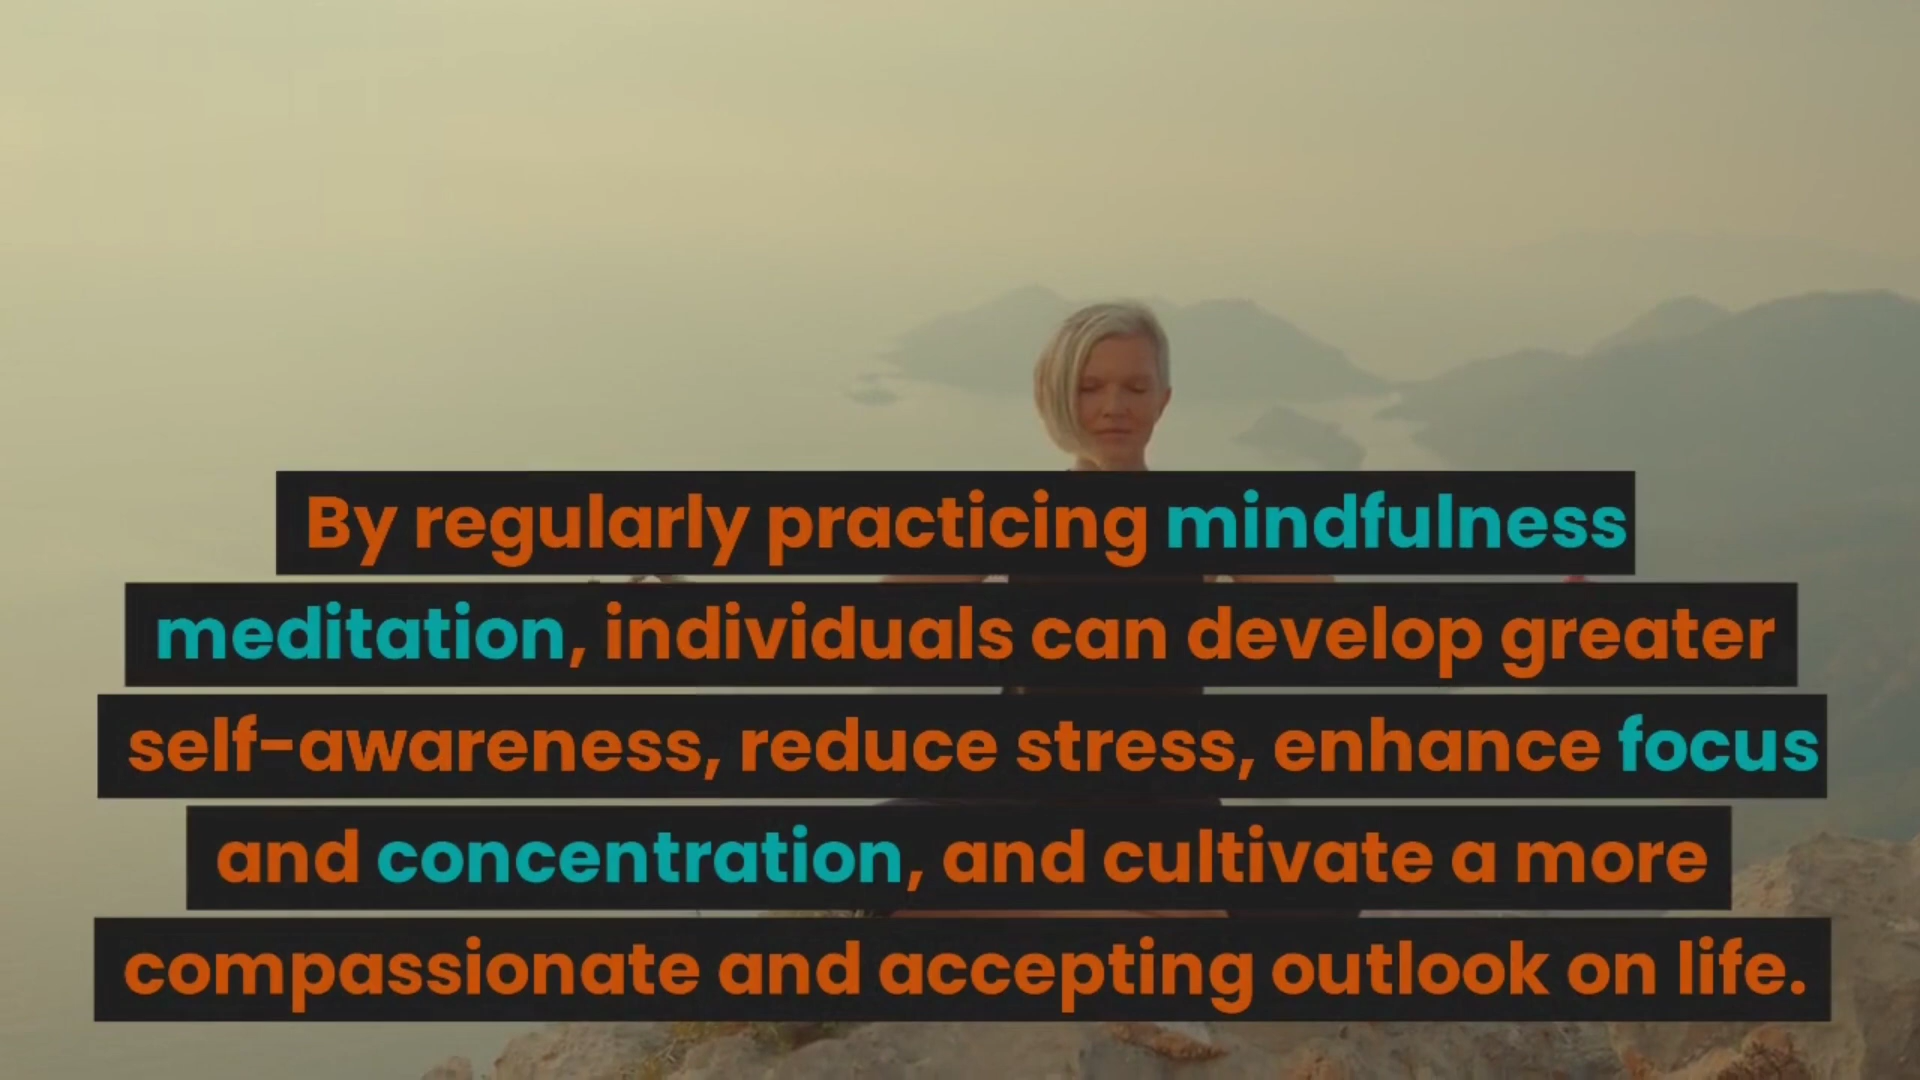 By regularly practicing mindfulness
meditation, individuals can develop greater
self-awareness, reduce stress, enhance focus
and concentration, and cultivate a more
compassionate and accepting outlook on life.